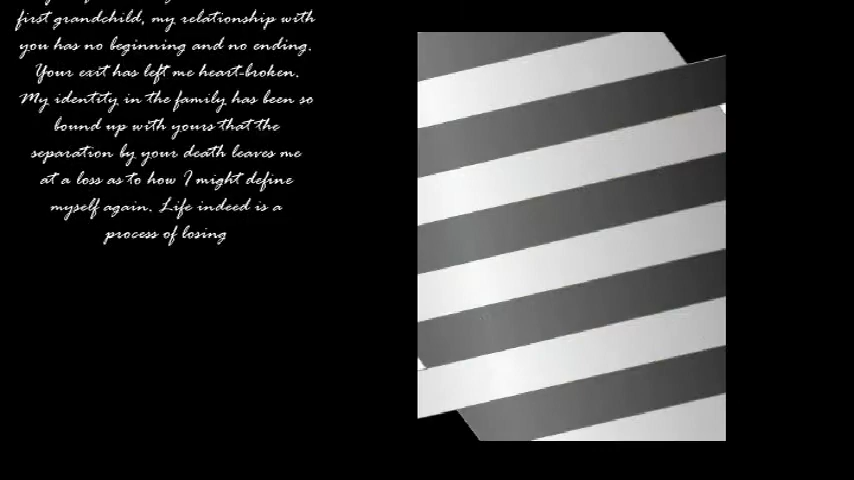 first grandchild, my relationship with
you has no beginning and no ending.
Your exit has left me heart-broken.
My identity in the family has been so
bound up with yours that the
separation by your death leaves me
at a loss as to how I might define
myself again. Life indeed is a
process of losing